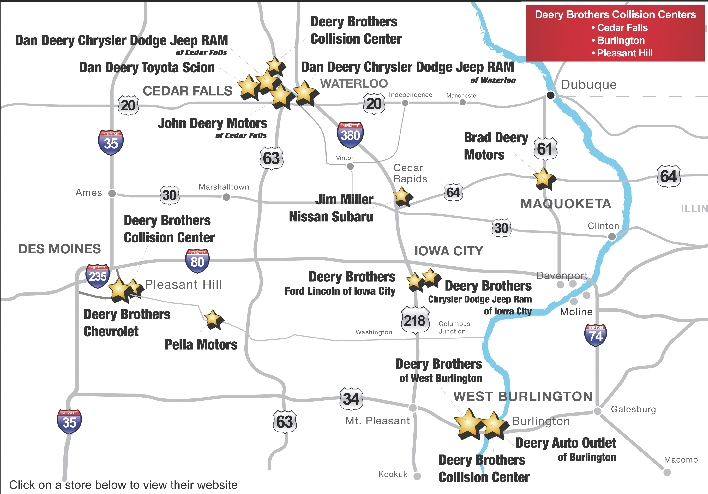 Deery Brothers
Collision Center
Deery Brothers Collision Centers
• Cedar Falls
• Burlington
• Pleasant Hill
Dan Deery Chrysler Dodge Jeep RAM
of Cedar Falls
Dan Deery Toyota Scion
Dan Deery Chrysler Dodge Jeep RAM
of Waterloo
CEDAR FALLS
WATERLOO
Dubuque
20
20
Independence
Manchester
John Deery Motors
of Cedar Falls
35
63
380
Brad Deery
Motors
61
Vinton
Cedar
Rapids
64
64
Ames
30
Marshalltown
Jim Miller
Nissan Subaru
MAQUOKETA
ILLIN
Deery Brothers
Collision Center
30
Clinton
DES MOINES
80
IOWA CITY
235
Pleasant Hill
Deery Brothers
Ford Lincoln of Iowa City
Deery Brothers
Chrysler Dodge Jeep Ram
of Iowa City
Davenport
Moline
Deery Brothers
Chevrolet
Pella Motors
218
Washington
Columbus
Junction
74
Deery Brothers
of West Burlington
34
WEST BURLINGTON
Galesburg
35
63
Mt. Pleasant
Burlington
Deery Auto Outlet
of Burlington
Deery Brothers
Collision Center
Keokuk
Macomb
Click on a store below to view their website